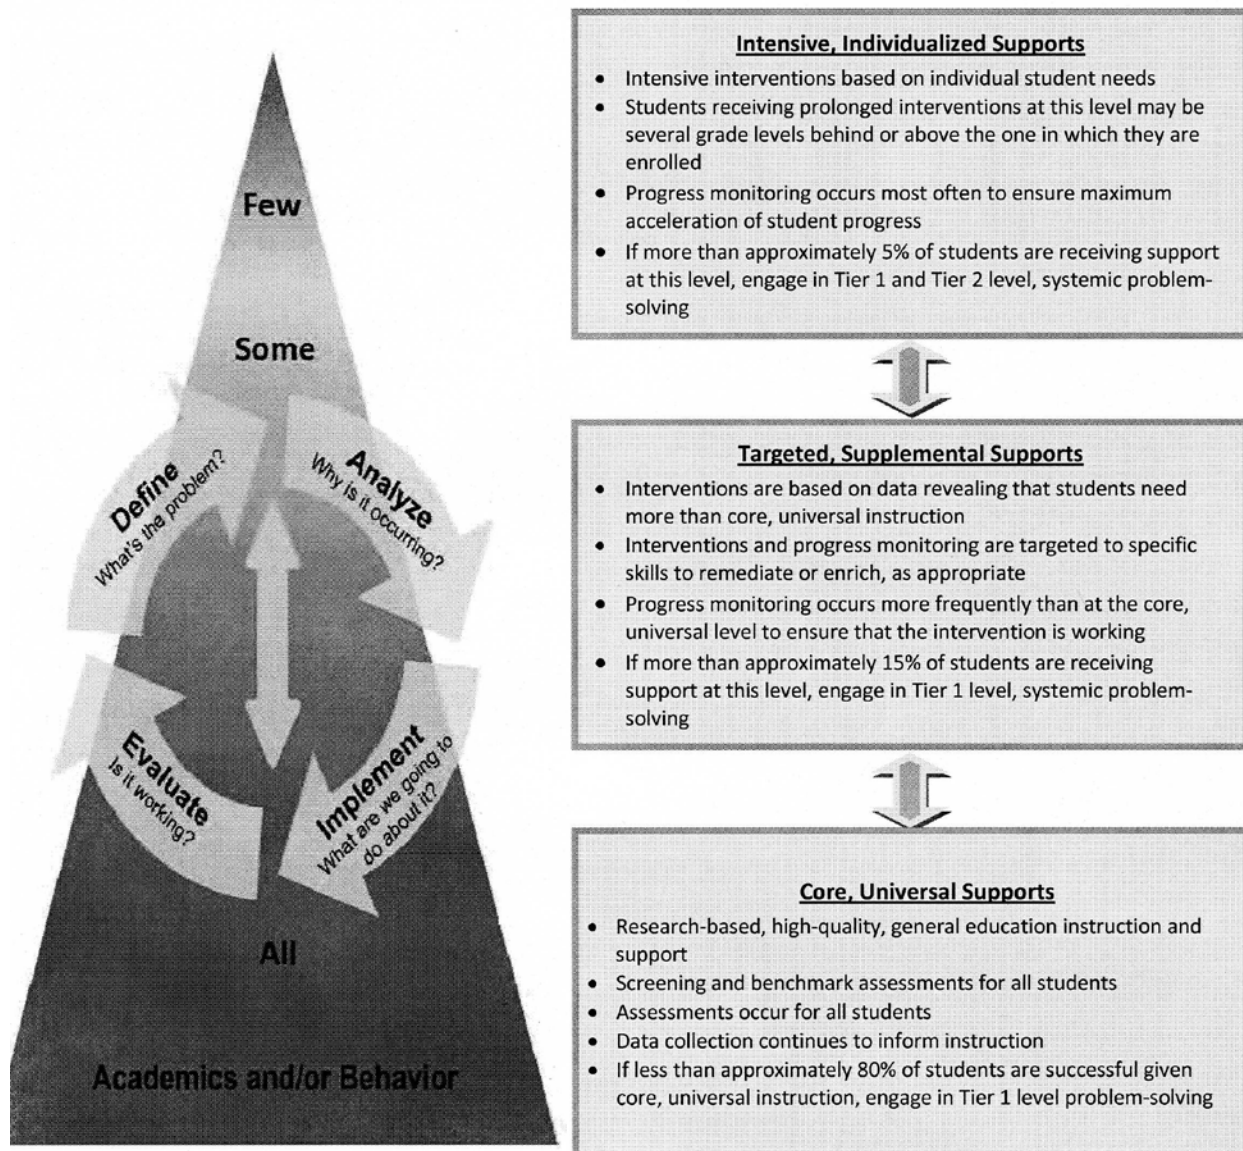 Few
Some
Define
What's the problem?
Analyze
Why is it occurring?
Implement
What are we going to
do about it?
Evaluate
Is it working?
All
Academics and/or Behavior
Intensive, Individualized Supports
• Intensive interventions based on individual student needs
• Students receiving prolonged interventions at this level may be
several grade levels behind or above the one in which they are
enrolled
• Progress monitoring occurs most often to ensure maximum
acceleration of student progress
• If more than approximately 5% of students are receiving support
at this level, engage in Tier 1 and Tier 2 level, systemic problem-
solving
Targeted, Supplemental Supports
• Interventions are based on data revealing that students need
more than core, universal instruction
• Interventions and progress monitoring are targeted to specific
skills to remediate or enrich, as appropriate
• Progress monitoring occurs more frequently than at the core,
universal level to ensure that the intervention is working
• If more than approximately 15% of students are receiving
support at this level, engage in Tier 1 level, systemic problem-
solving
Core, Universal Supports
• Research-based, high-quality, general education instruction and
support
• Screening and benchmark assessments for all students
• Assessments occur for all students
• Data collection continues to inform instruction
• If less than approximately 80% of students are successful given
core, universal instruction, engage in Tier 1 level problem-solving